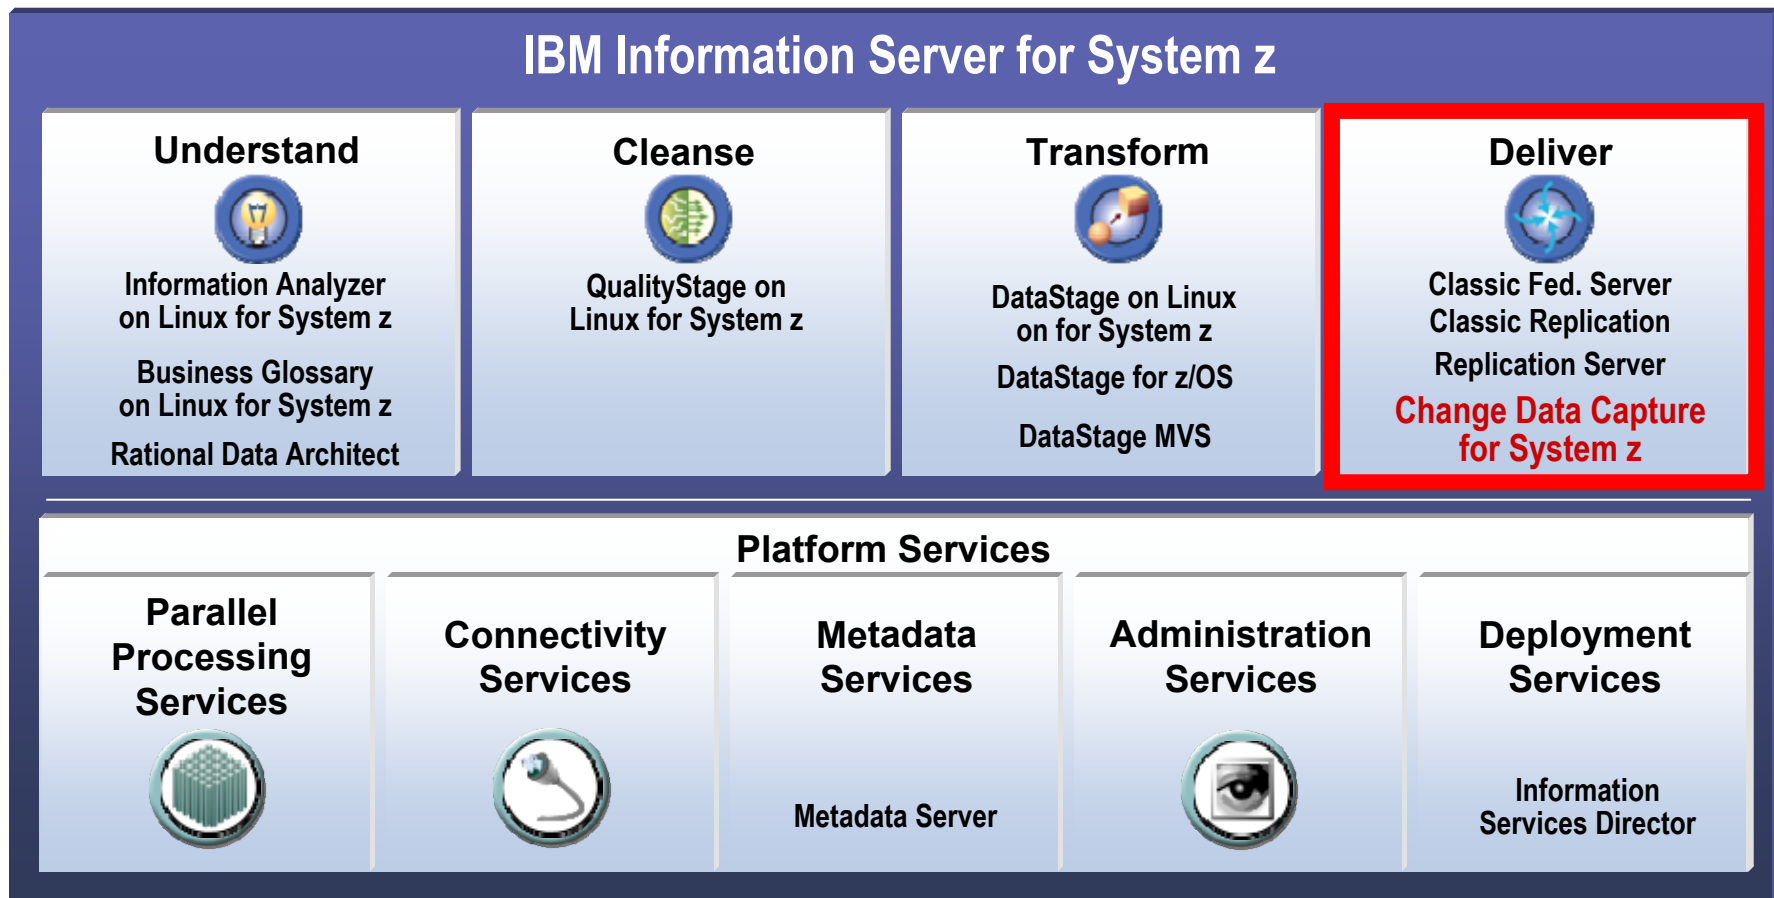 IBM Information Server for System z
Understand
Information Analyzer
on Linux for System z
Business Glossary
on Linux for System z
Rational Data Architect
Cleanse
QualityStage on
Linux for System z
Transform
DataStage on Linux
on for System z
DataStage for z/OS
DataStage MVS
Deliver
Classic Fed. Server
Classic Replication
Replication Server
Change Data Capture
for System z
Platform Services
Parallel
Processing
Services
Connectivity
Services
Metadata
Services
Metadata Server
Administration
Services
Deployment
Services
Information
Services Director